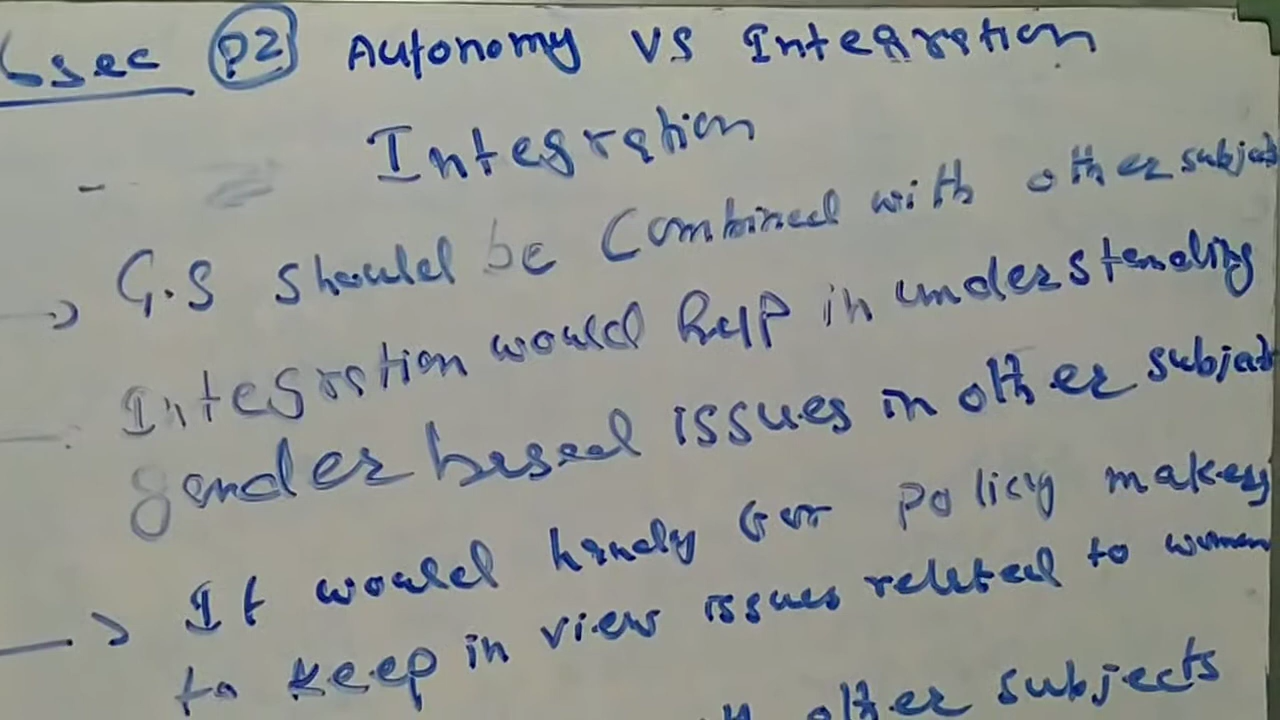 P2 Autonomy VS Integration
Integration
-
→ G.S should be Combined with other subject
Integration would help in understanding
gender based issues in other subject
→ It would handy for policy makers
to keep in view issues related to women
other subjects